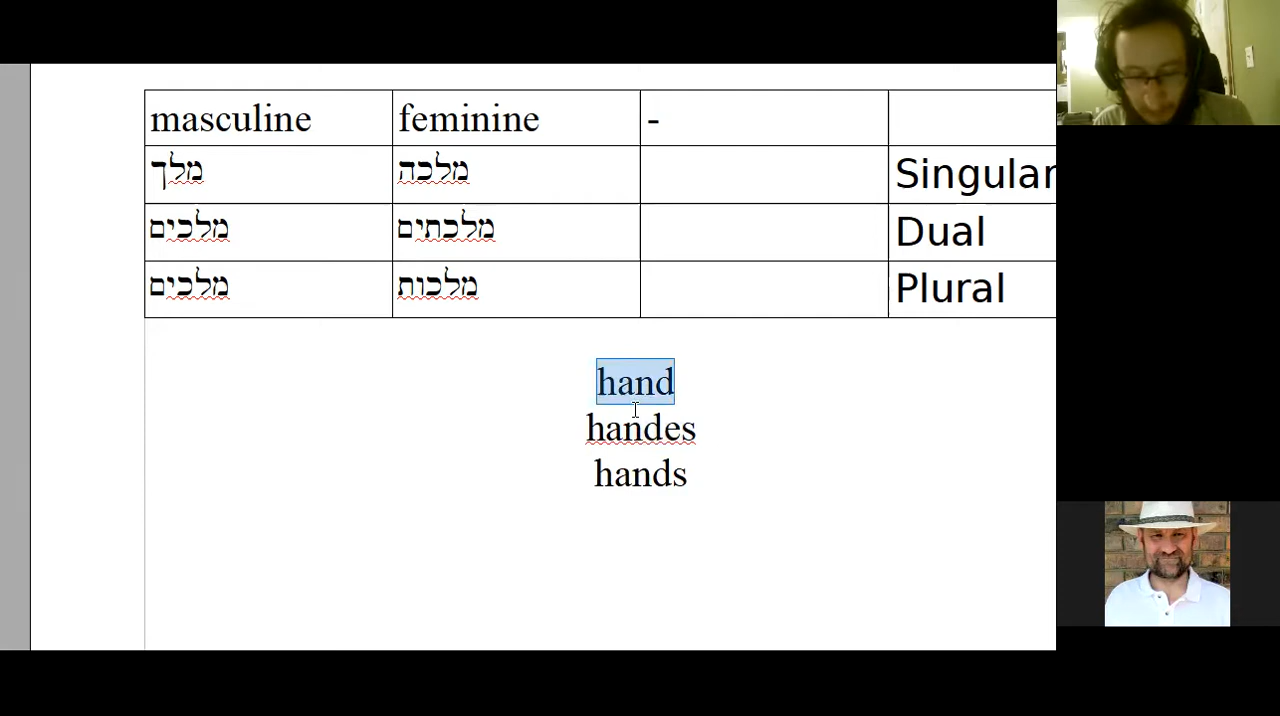 masculine feminine -
מלך מלכה Singular
מלכים מלכתים Dual
מלכים מלכות Plural
hand
handes
hands